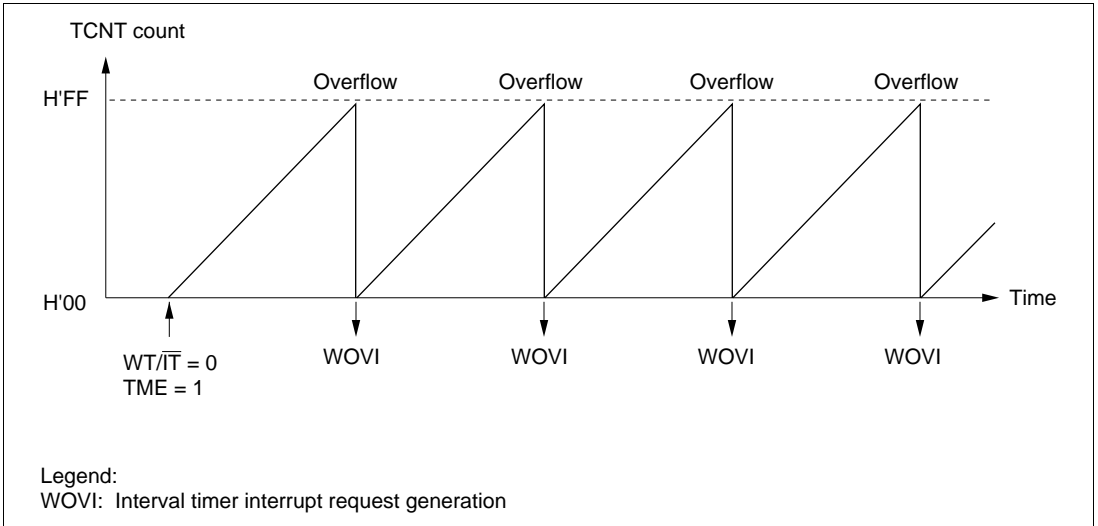 TCNT count
Overflow Overflow Overflow Overflow
H'FF
H'00
Time
WT/I̅T̅ = 0
TME = 1
WOVI WOVI WOVI WOVI
Legend:
WOVI: Interval timer interrupt request generation